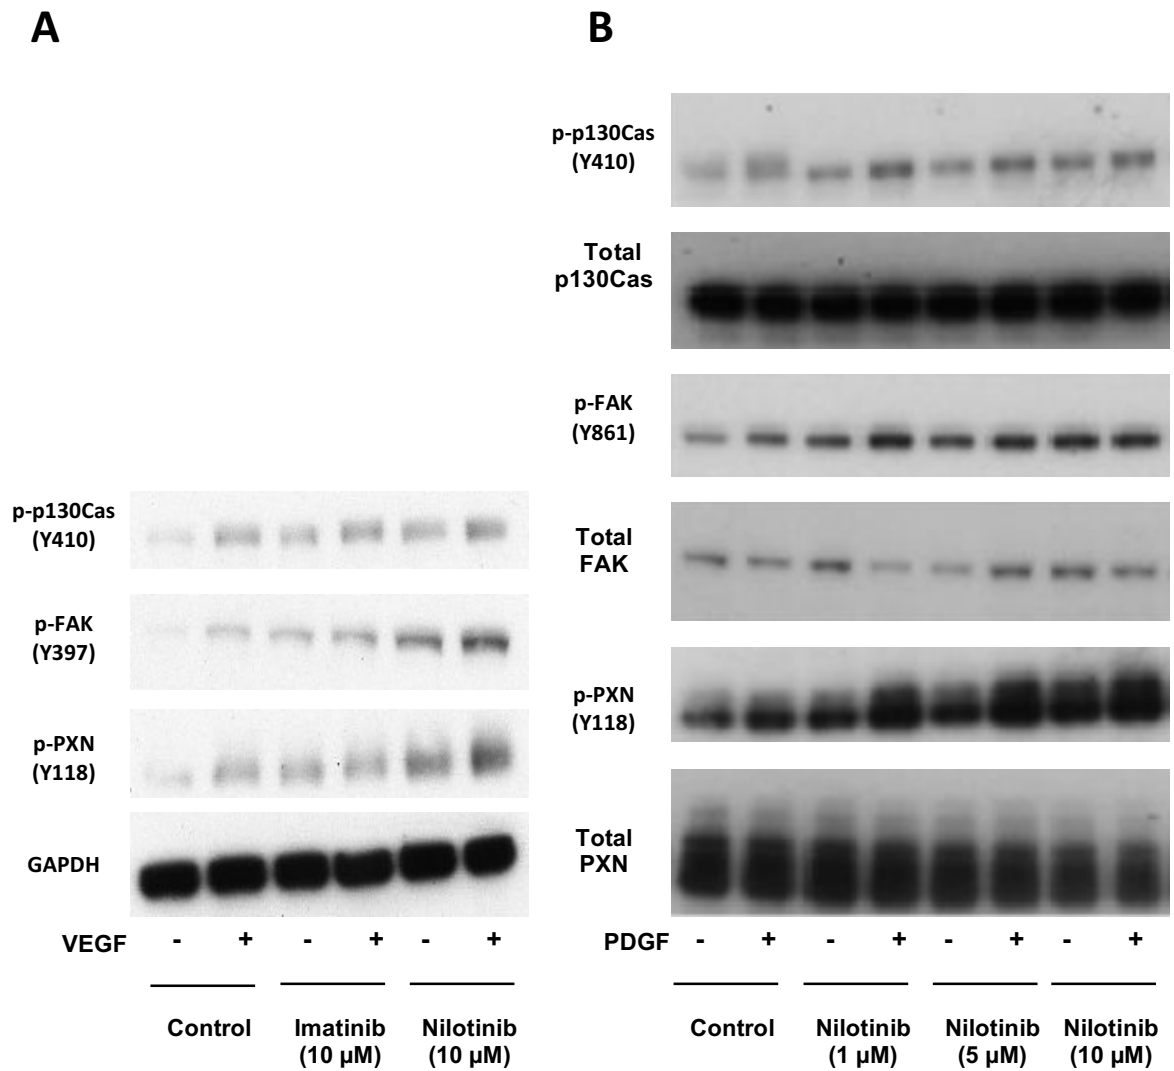 A
p-p130Cas
(Y410)
p-FAK
(Y397)
p-PXN
(Y118)
GAPDH
VEGF - + - + - +
Control Imatinib Nilotinib
(10 µM) (10 µM)
B
p-p130Cas
(Y410)
Total
p130Cas
p-FAK
(Y861)
Total
FAK
p-PXN
(Y118)
Total
PXN
PDGF - + - + - + - +
Control Nilotinib Nilotinib Nilotinib
(1 µM) (5 µM) (10 µM)